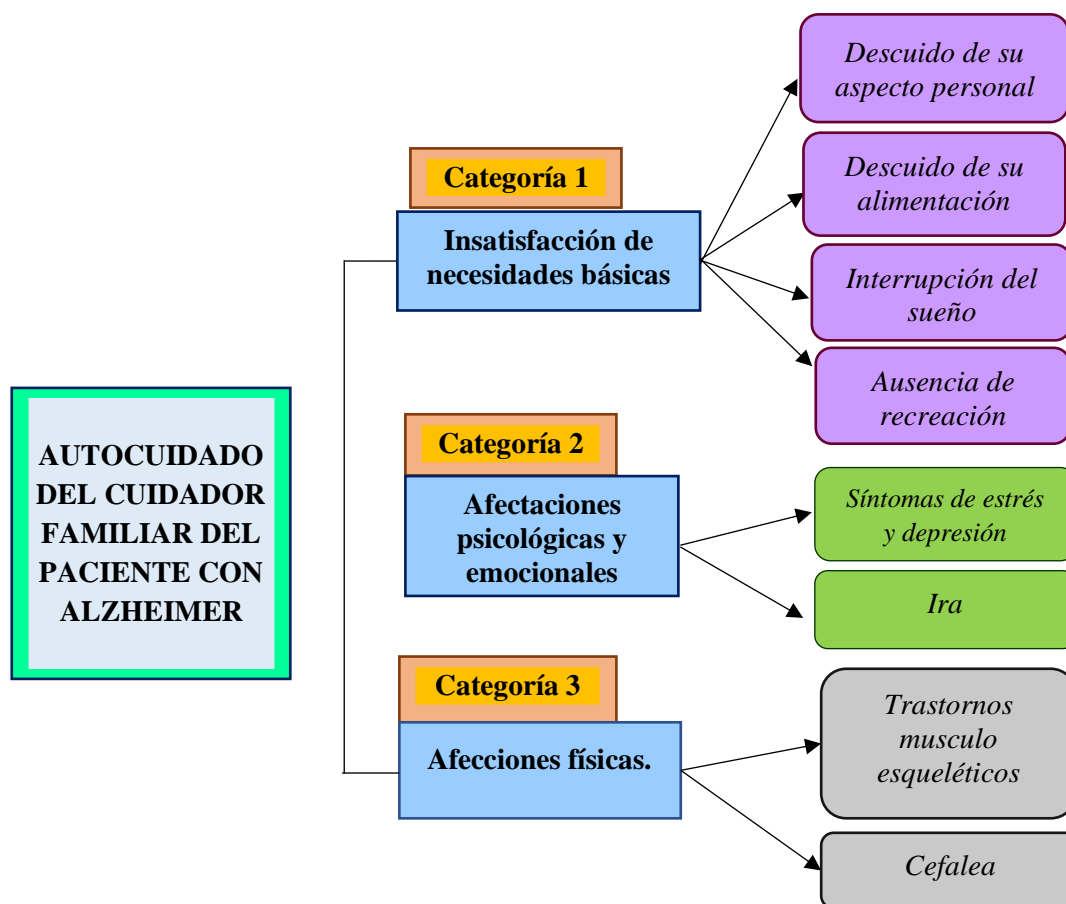 AUTOCUIDADO
DEL CUIDADOR
FAMILIAR DEL
PACIENTE CON
ALZHEIMER
Categoría 1
Insatisfacción de
necesidades básicas
Descuido de su
aspecto personal
Descuido de su
alimentación
Interrupción del
sueño
Ausencia de
recreación
Categoría 2
Afectaciones
psicológicas y
emocionales
Síntomas de estrés
y depresión
Ira
Categoría 3
Afecciones físicas.
Trastornos
musculo
esqueléticos
Cefalea